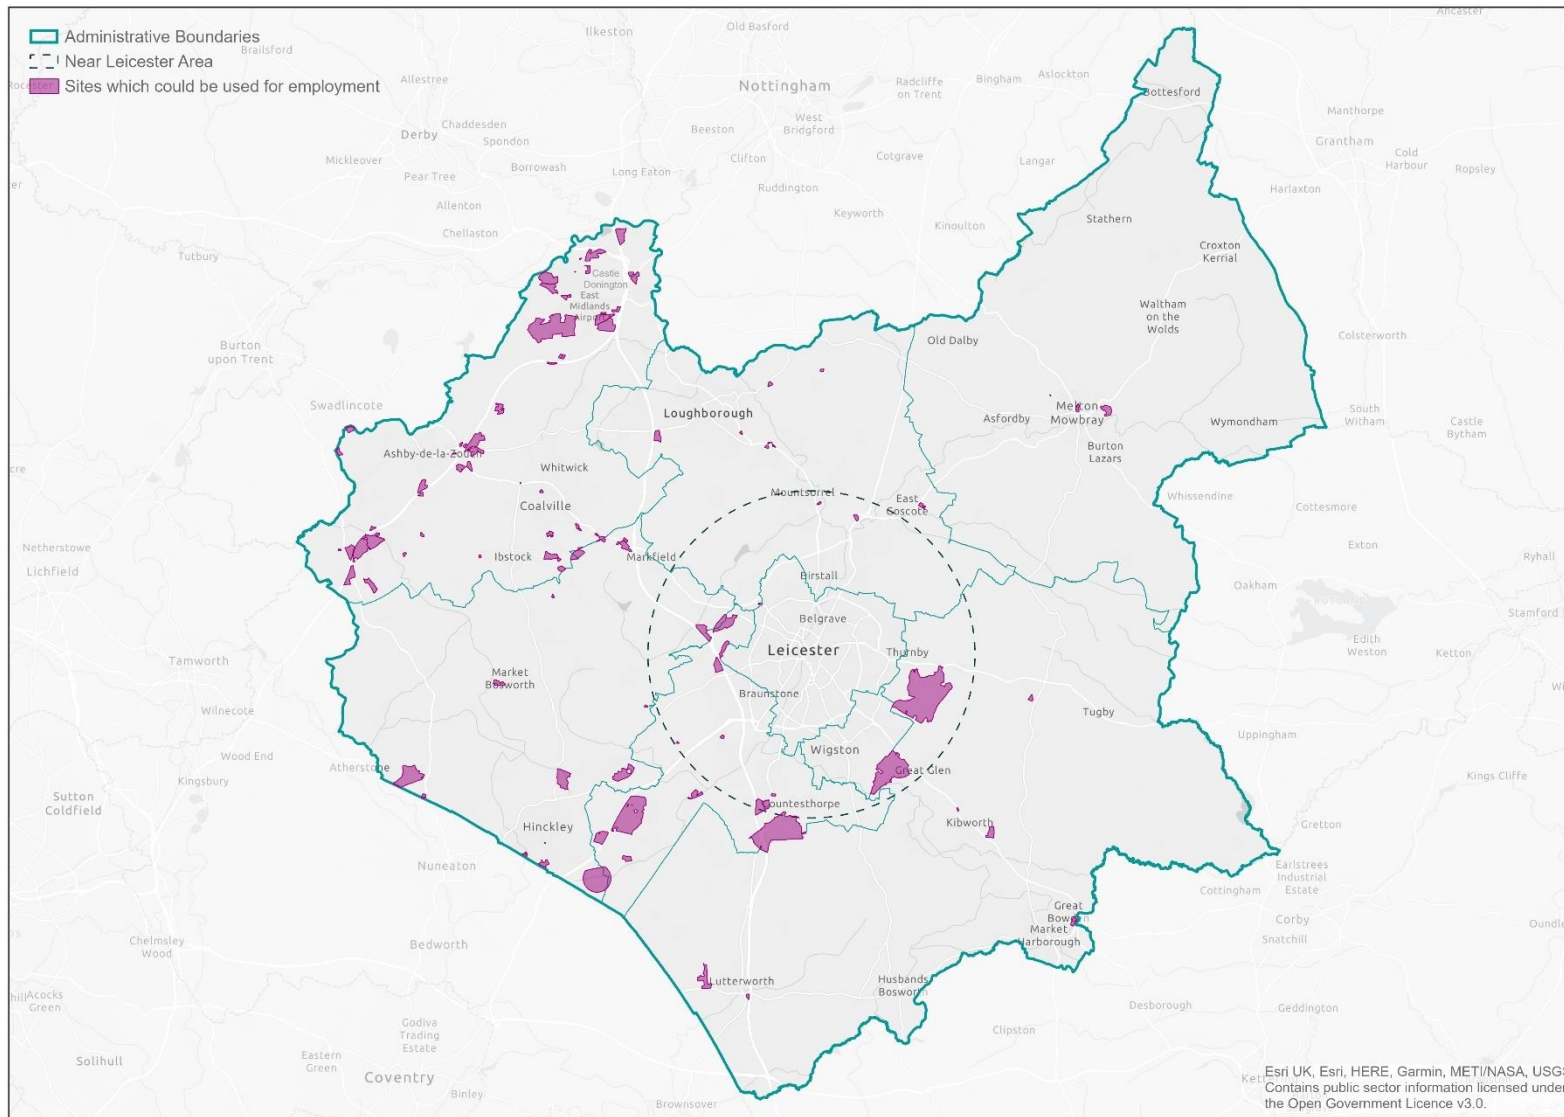 Administrative Boundaries
Near Leicester Area
Sites which could be used for employment
Ancaster
Old Basford
Ilkeston
Brailsford
Allestree
Nottingham
Radcliffe
on Trent
Bingham
Aslockton
Bottesford
Manthorpe
Chaddesden
Derby
Spondon
Beeston
West
Bridgford
Grantham
Cold
Harbour
Ropsley
Mickleover
Borrowash
Clifton
Cotgrave
Langar
Pear Tree
Long Eaton
Ruddington
Harlaxton
Allenton
Keyworth
Kinoulton
Stathern
Chellaston
Croxton
Kerrial
Tutbury
Castle
Donington
East
Midlands
Airport
Waltham
on the
Wolds
Colsterworth
Burton
upon Trent
Old Dalby
Swadlincote
Loughborough
Melton
Mowbray
Asfordby
Wymondham
South
Witham
Castle
Bytham
Ashby-de-la-Zouch
Whitwick
Burton
Lazars
Mountsorrel
East
Goscote
Whissendine
Cottesmore
Coalville
Netherstowe
Lichfield
Ibstock
Markfield
Exton
Ryhall
Birstall
Oakham
Stamford
Belgrave
Edith
Weston
Ketton
Tamworth
Leicester
Thurnby
Market
Bosworth
Braunstone
Wilnecote
Tugby
Uppingham
Wood End
Wigston
Atherstone
Great Glen
Kings Cliffe
Kingsbury
Sutton
Coldfield
Countesthorpe
Hinckley
Kibworth
Gretton
Nuneaton
Earlstrees
Industrial
Estate
Cottingham
Great
Bowden
Market
Harborough
Corby
Chelmsley
Wood
Bedworth
Snatchill
Lutterworth
Husbands
Bosworth
Acocks
Green
Desborough
Geddington
Godiva
Trading
Estate
Clipston
Solihull
Eastern
Green
Coventry
Binley
Brownsover
Esri UK, Esri, HERE, Garmin, METI/NASA, USGS
Contains public sector information licensed under
the Open Government Licence v3.0.